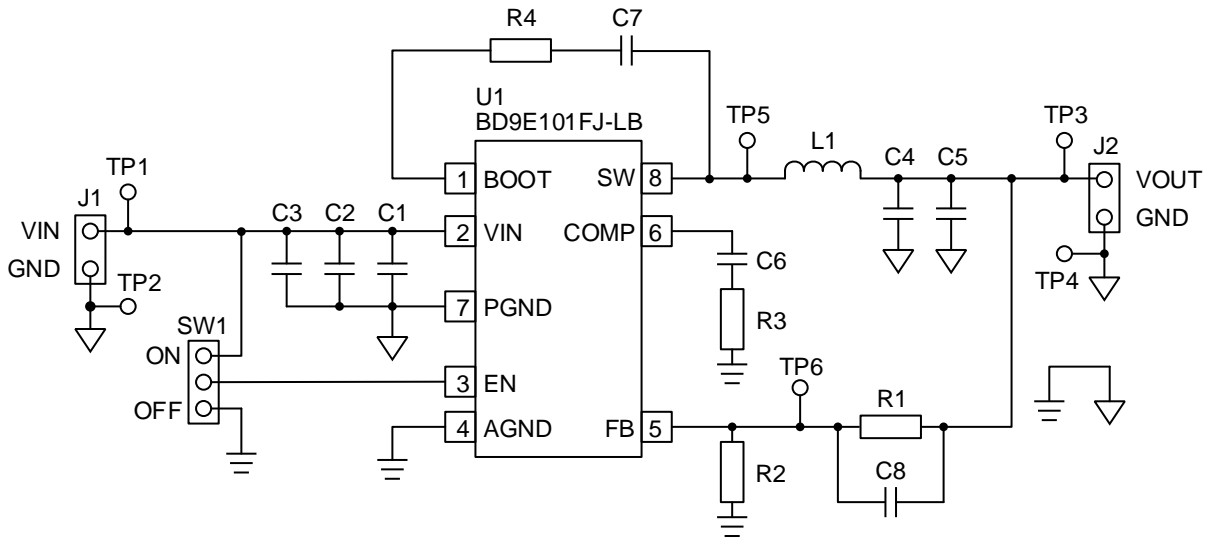 R4 C7
U1
BD9E101FJ-LB
TP5 TP3
L1 C4 C5 J2
TP1
J1 1 BOOT SW 8 VOUT
C3 C2 C1
VIN 2 VIN COMP 6 GND
GND TP2 C6 TP4
7 PGND R3
SW1
ON
TP6
3 EN
OFF R1
4 AGND FB 5
R2 C8